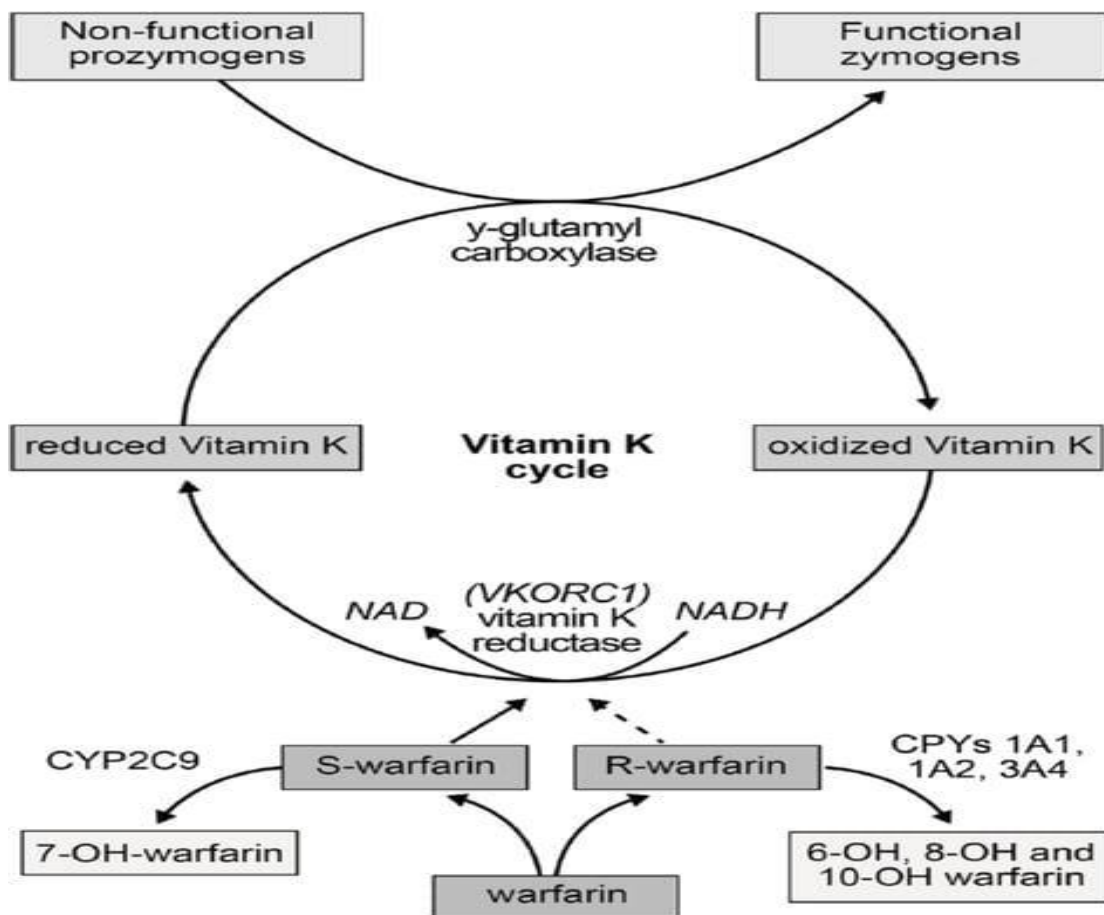 Non-functional
prozymogens
Functional
zymogens
y-glutamyl
carboxylase
reduced Vitamin K
Vitamin K
cycle
oxidized Vitamin K
NAD
(VKORC1)
vitamin K
reductase
NADH
CYP2C9
S-warfarin
R-warfarin
CPYs 1A1,
1A2, 3A4
7-OH-warfarin
warfarin
6-OH, 8-OH and
10-OH warfarin